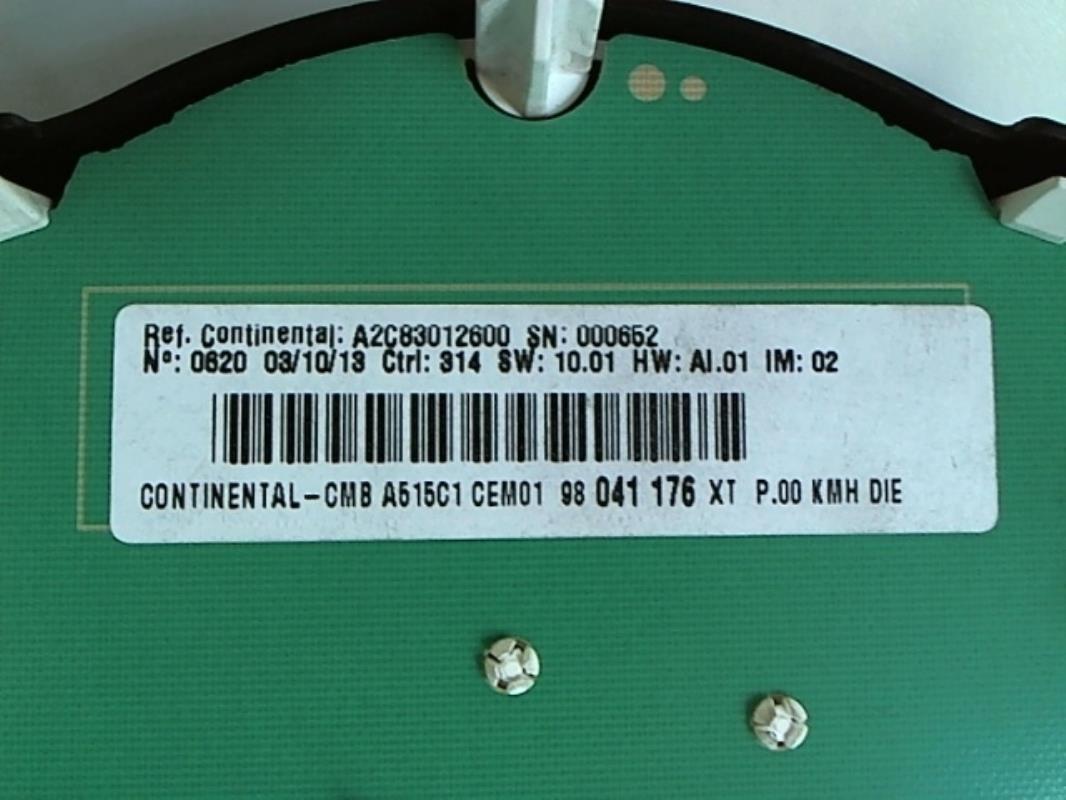 Ref. Continental: A2C83012600 SN: 000652
Nº: 0620 03/10/13 Ctrl: 314 SW: 10.01 HW: AI.01 IM: 02
CONTINENTAL-CMB A515C1 CEM01 98 041 176 XT P.00 KMH DIE